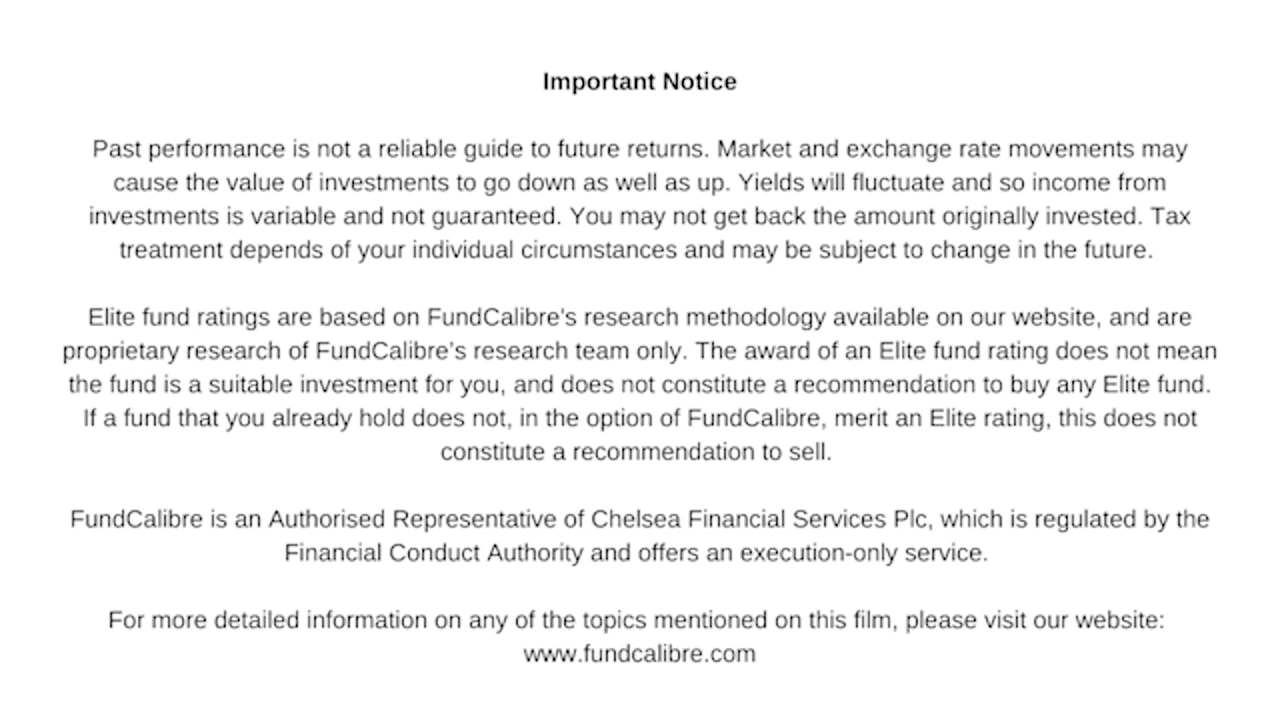 Important Notice
Past performance is not a reliable guide to future returns. Market and exchange rate movements may
cause the value of investments to go down as well as up. Yields will fluctuate and so income from
investments is variable and not guaranteed. You may not get back the amount originally invested. Tax
treatment depends of your individual circumstances and may be subject to change in the future.
Elite fund ratings are based on FundCalibre's research methodology available on our website, and are
proprietary research of FundCalibre’s research team only. The award of an Elite fund rating does not mean
the fund is a suitable investment for you, and does not constitute a recommendation to buy any Elite fund.
If a fund that you already hold does not, in the option of FundCalibre, merit an Elite rating, this does not
constitute a recommendation to sell.
FundCalibre is an Authorised Representative of Chelsea Financial Services Plc, which is regulated by the
Financial Conduct Authority and offers an execution-only service.
For more detailed information on any of the topics mentioned on this film, please visit our website:
www.fundcalibre.com